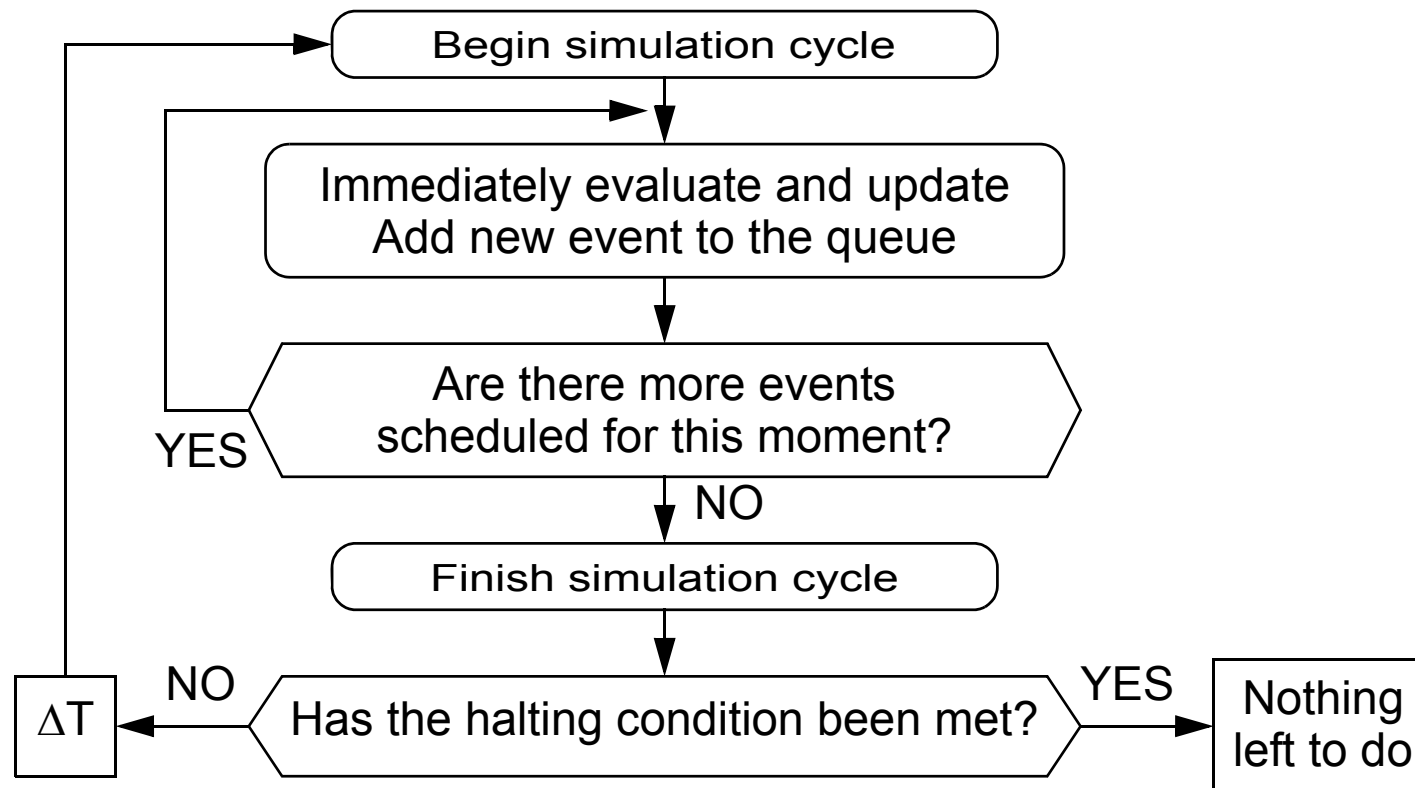 Begin simulation cycle
Immediately evaluate and update
Add new event to the queue
Are there more events
scheduled for this moment?
YES
NO
Finish simulation cycle
NO
YES
ΔT
Has the halting condition been met?
Nothing
left to do